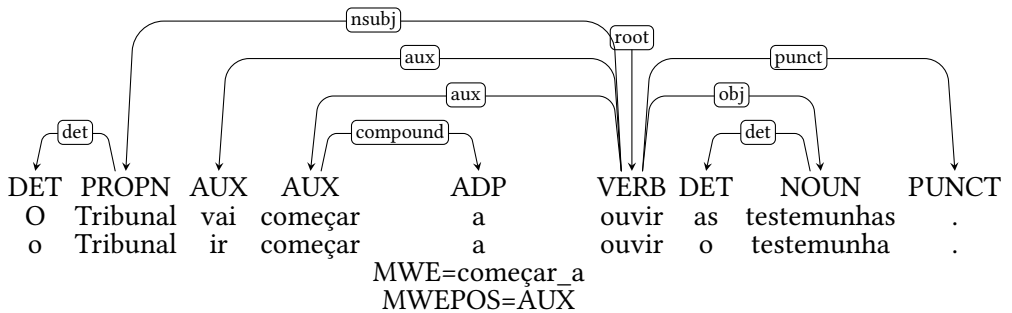 nsubj
root
aux
punct
aux
obj
det
compound
det
DET PROPN AUX AUX ADP VERB DET NOUN PUNCT
O Tribunal vai começar a ouvir as testemunhas .
o Tribunal ir começar a ouvir o testemunha .
MWE=começar_a
MWEPOS=AUX